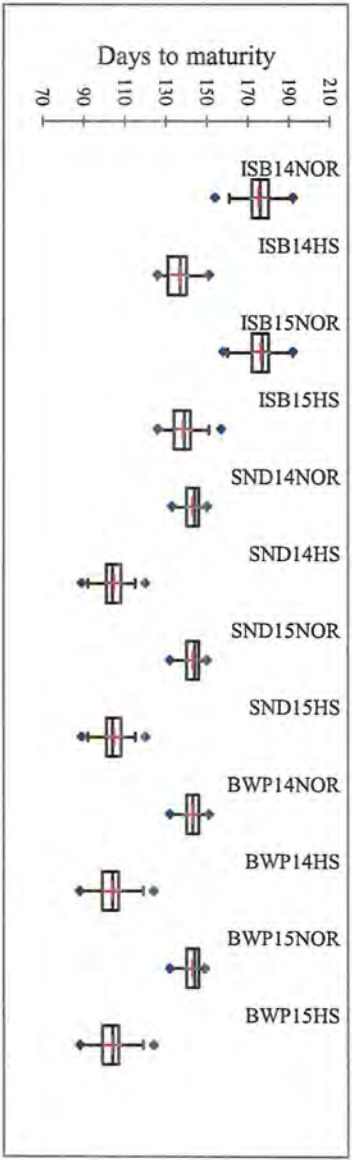 Days to maturity
70
90
110
130
150
170
190
210
ISB14NOR
ISB14HS
ISB15NOR
ISB15HS
SND14NOR
SND14HS
SND15NOR
SND15HS
BWP14NOR
BWP14HS
BWP15NOR
BWP15HS